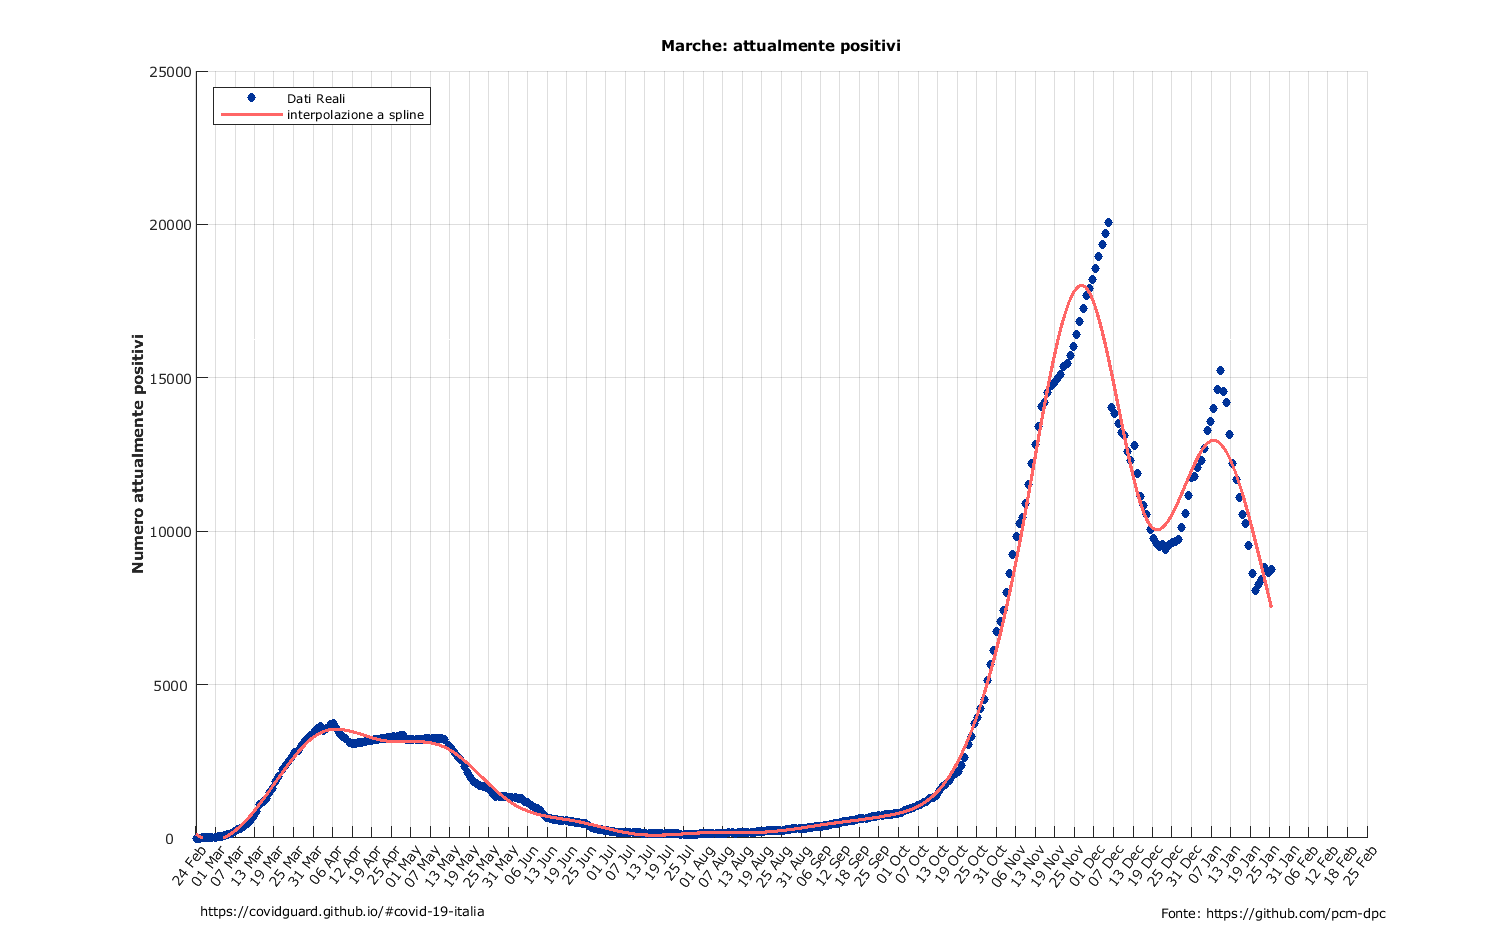 Marche: attualmente positivi
25000
20000
15000
10000
5000
0
Numero attualmente positivi
Dati Reali
interpolazione a spline
24 Feb
01 Mar
07 Mar
13 Mar
19 Mar
25 Mar
31 Mar
06 Apr
12 Apr
19 Apr
25 Apr
01 May
07 May
13 May
19 May
25 May
31 May
06 Jun
13 Jun
19 Jun
25 Jun
01 Jul
07 Jul
13 Jul
19 Jul
25 Jul
01 Aug
07 Aug
13 Aug
19 Aug
25 Aug
31 Aug
06 Sep
12 Sep
18 Sep
25 Sep
01 Oct
07 Oct
13 Oct
19 Oct
25 Oct
31 Oct
06 Nov
13 Nov
19 Nov
25 Nov
01 Dec
07 Dec
13 Dec
19 Dec
25 Dec
31 Dec
07 Jan
13 Jan
19 Jan
25 Jan
31 Jan
06 Feb
12 Feb
18 Feb
25 Feb
https://covidguard.github.io/#covid-19-italia
Fonte: https://github.com/pcm-dpc